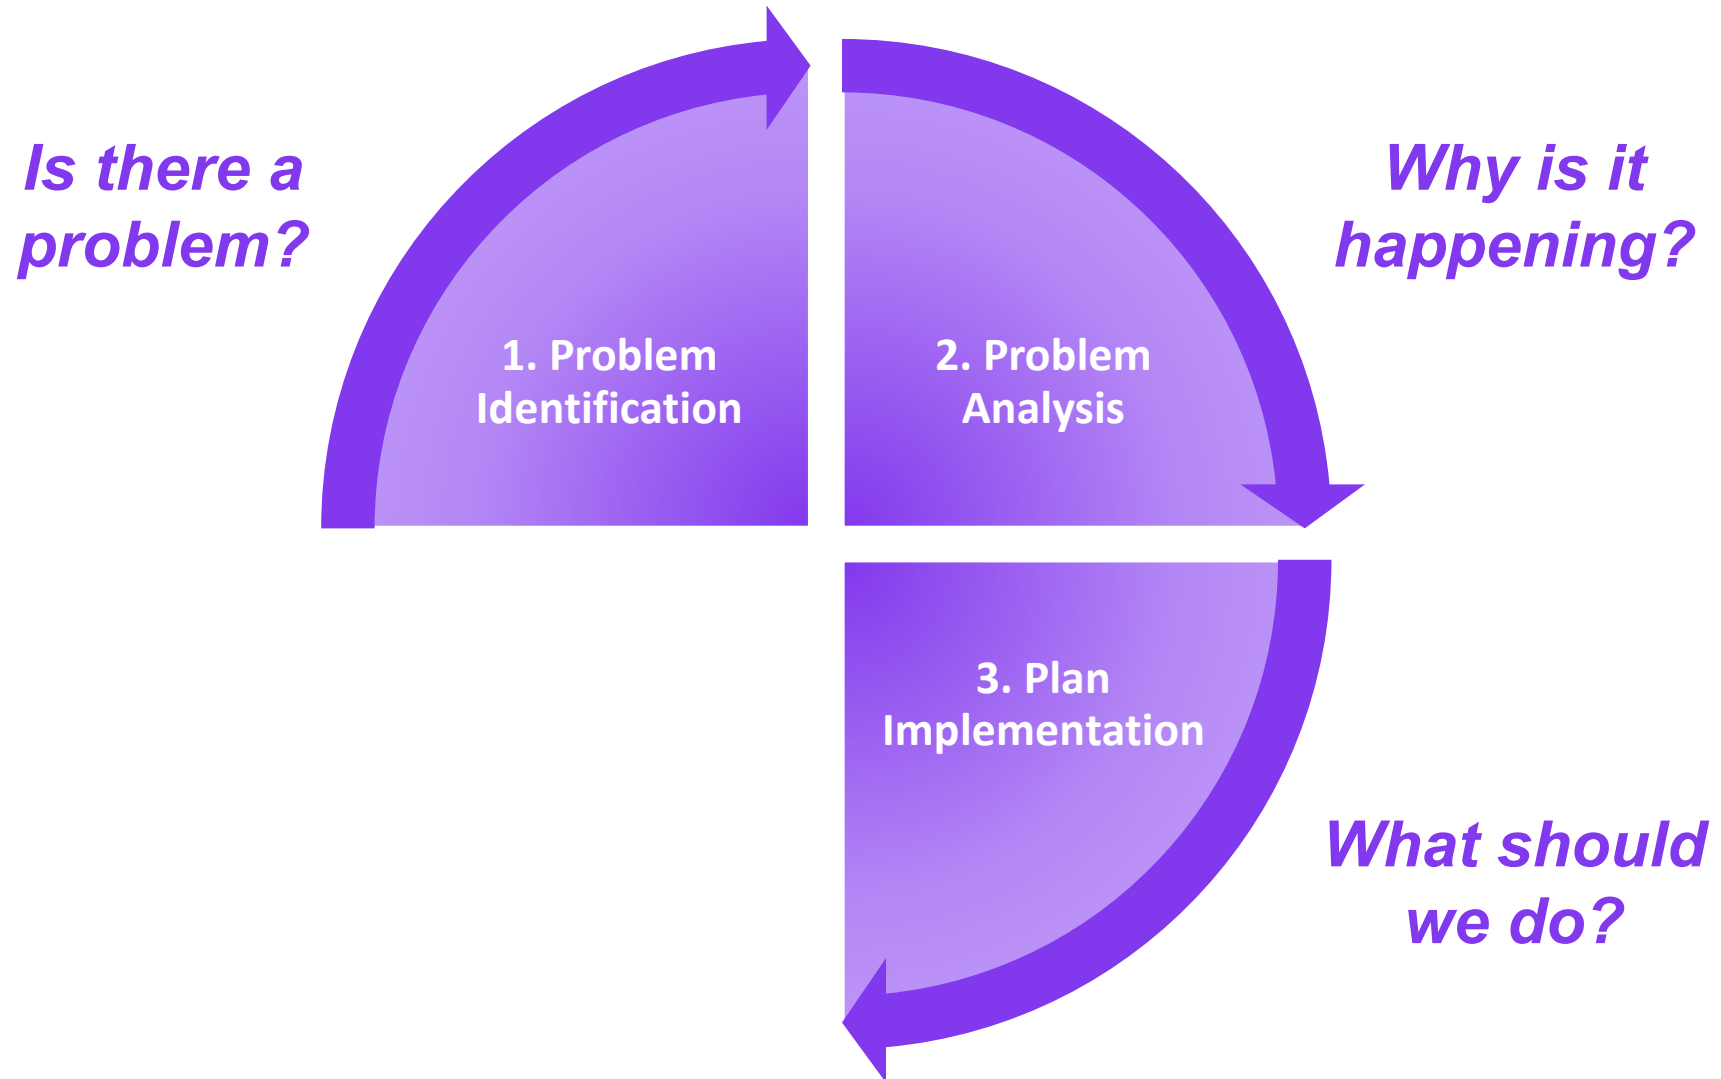 Is there a
problem?
1. Problem
Identification
2. Problem
Analysis
Why is it
happening?
3. Plan
Implementation
What should
we do?